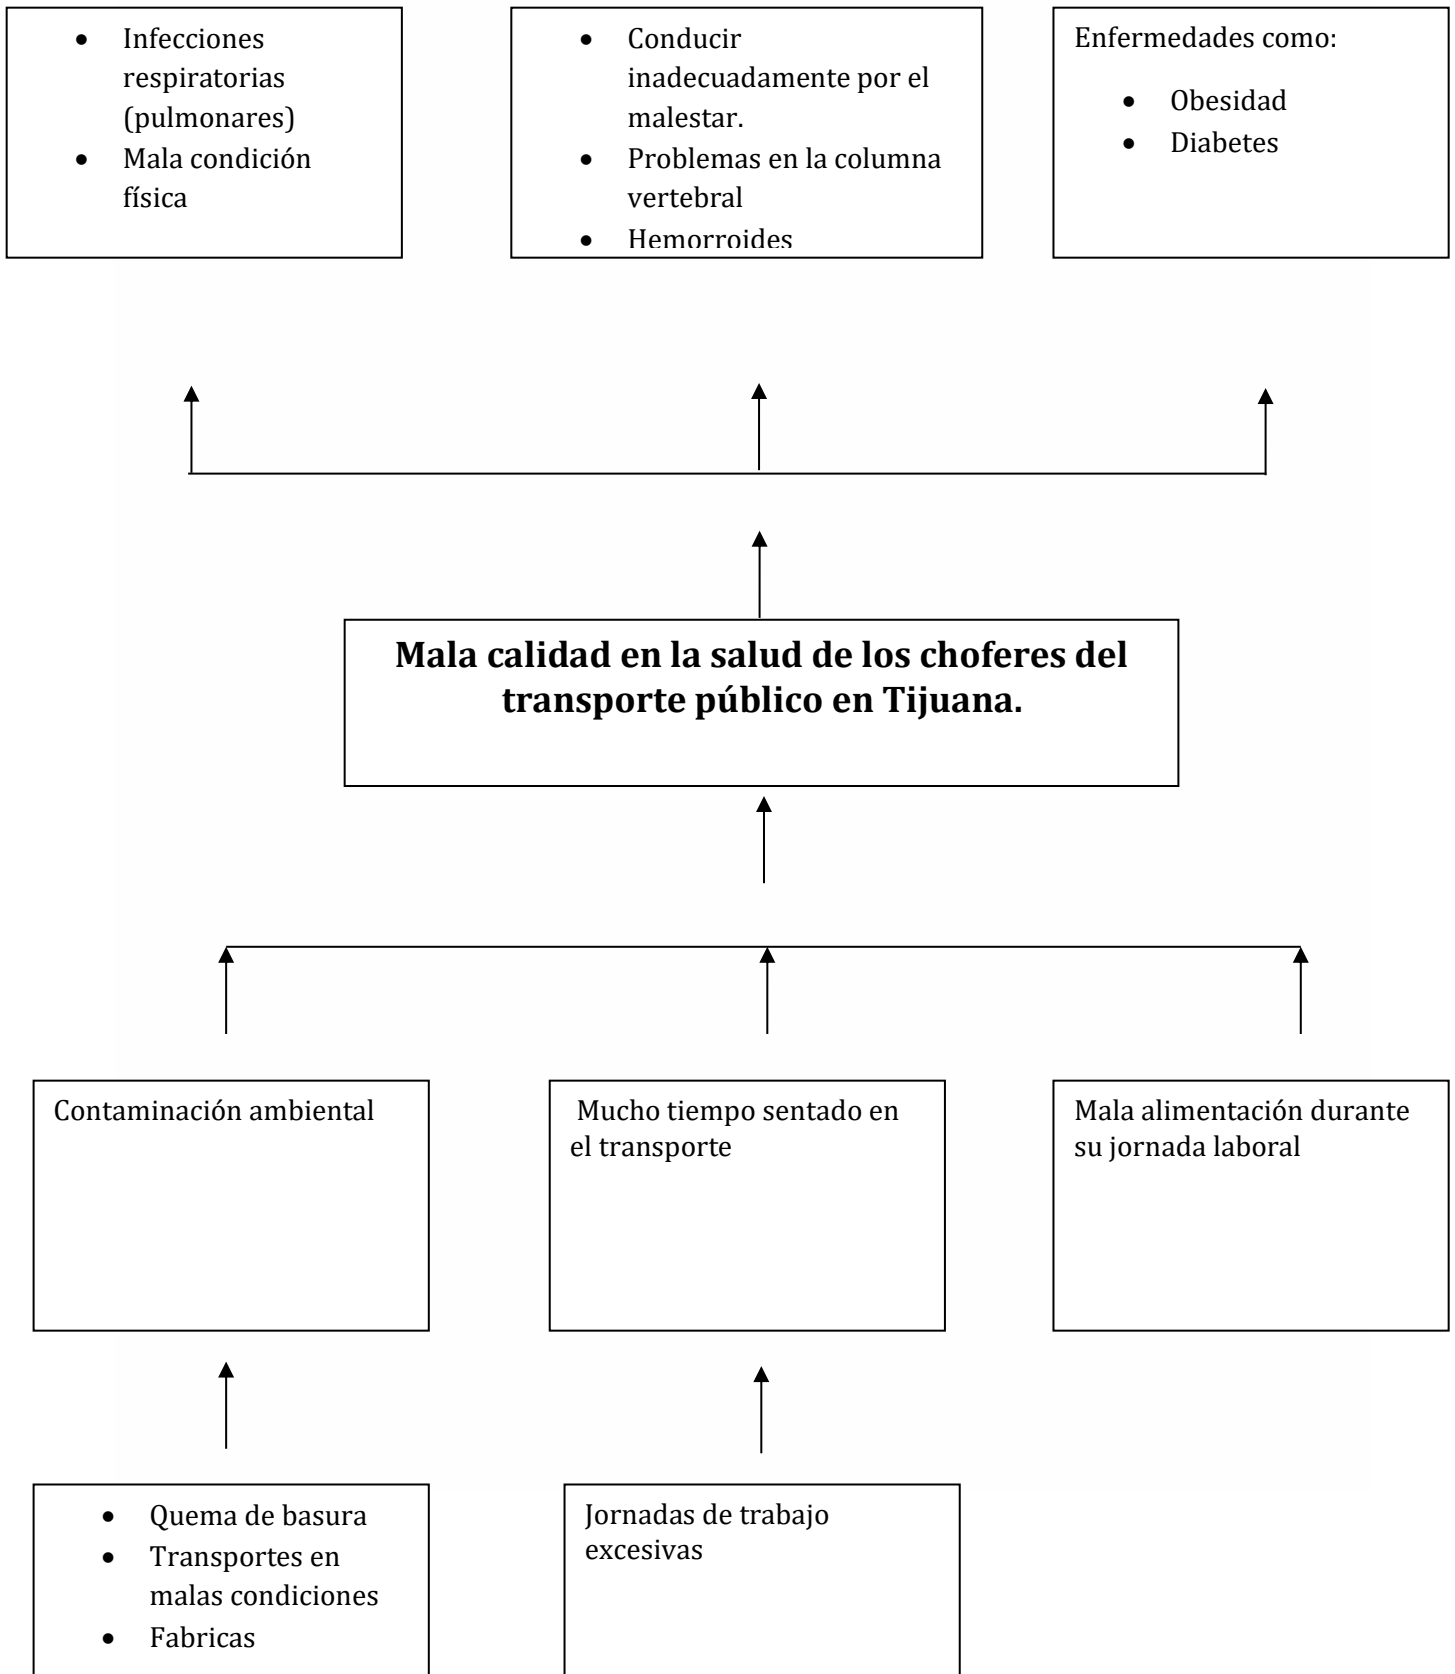 • Infecciones
respiratorias
(pulmonares)
• Mala condición
física
• Conducir
inadecuadamente por el
malestar.
• Problemas en la columna
vertebral
• Hemorroides
Enfermedades como:
• Obesidad
• Diabetes
Mala calidad en la salud de los choferes del
transporte público en Tijuana.
Contaminación ambiental
Mucho tiempo sentado en
el transporte
Mala alimentación durante
su jornada laboral
• Quema de basura
• Transportes en
malas condiciones
• Fabricas
Jornadas de trabajo
excesivas